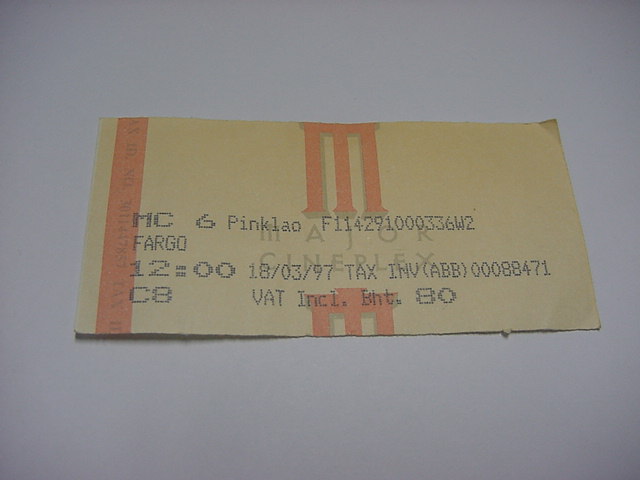 MC 6 Pinklao F114291000336W2
MAJOR
FARGO
CINEPLEX
12:00 18/03/97 TAX INV(ABB)00088471
C8 VAT Incl. Bht. 80